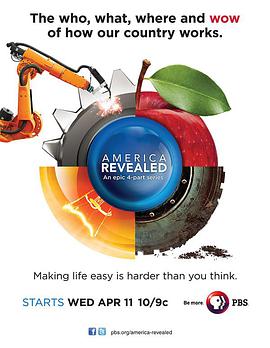 The who, what, where and wow
of how our country works.
AMERICA
REVEALED
An epic 4-part series
Making life easy is harder than you think.
STARTS WED APR 11 10/9c
Be more
PBS
pbs.org/america-revealed